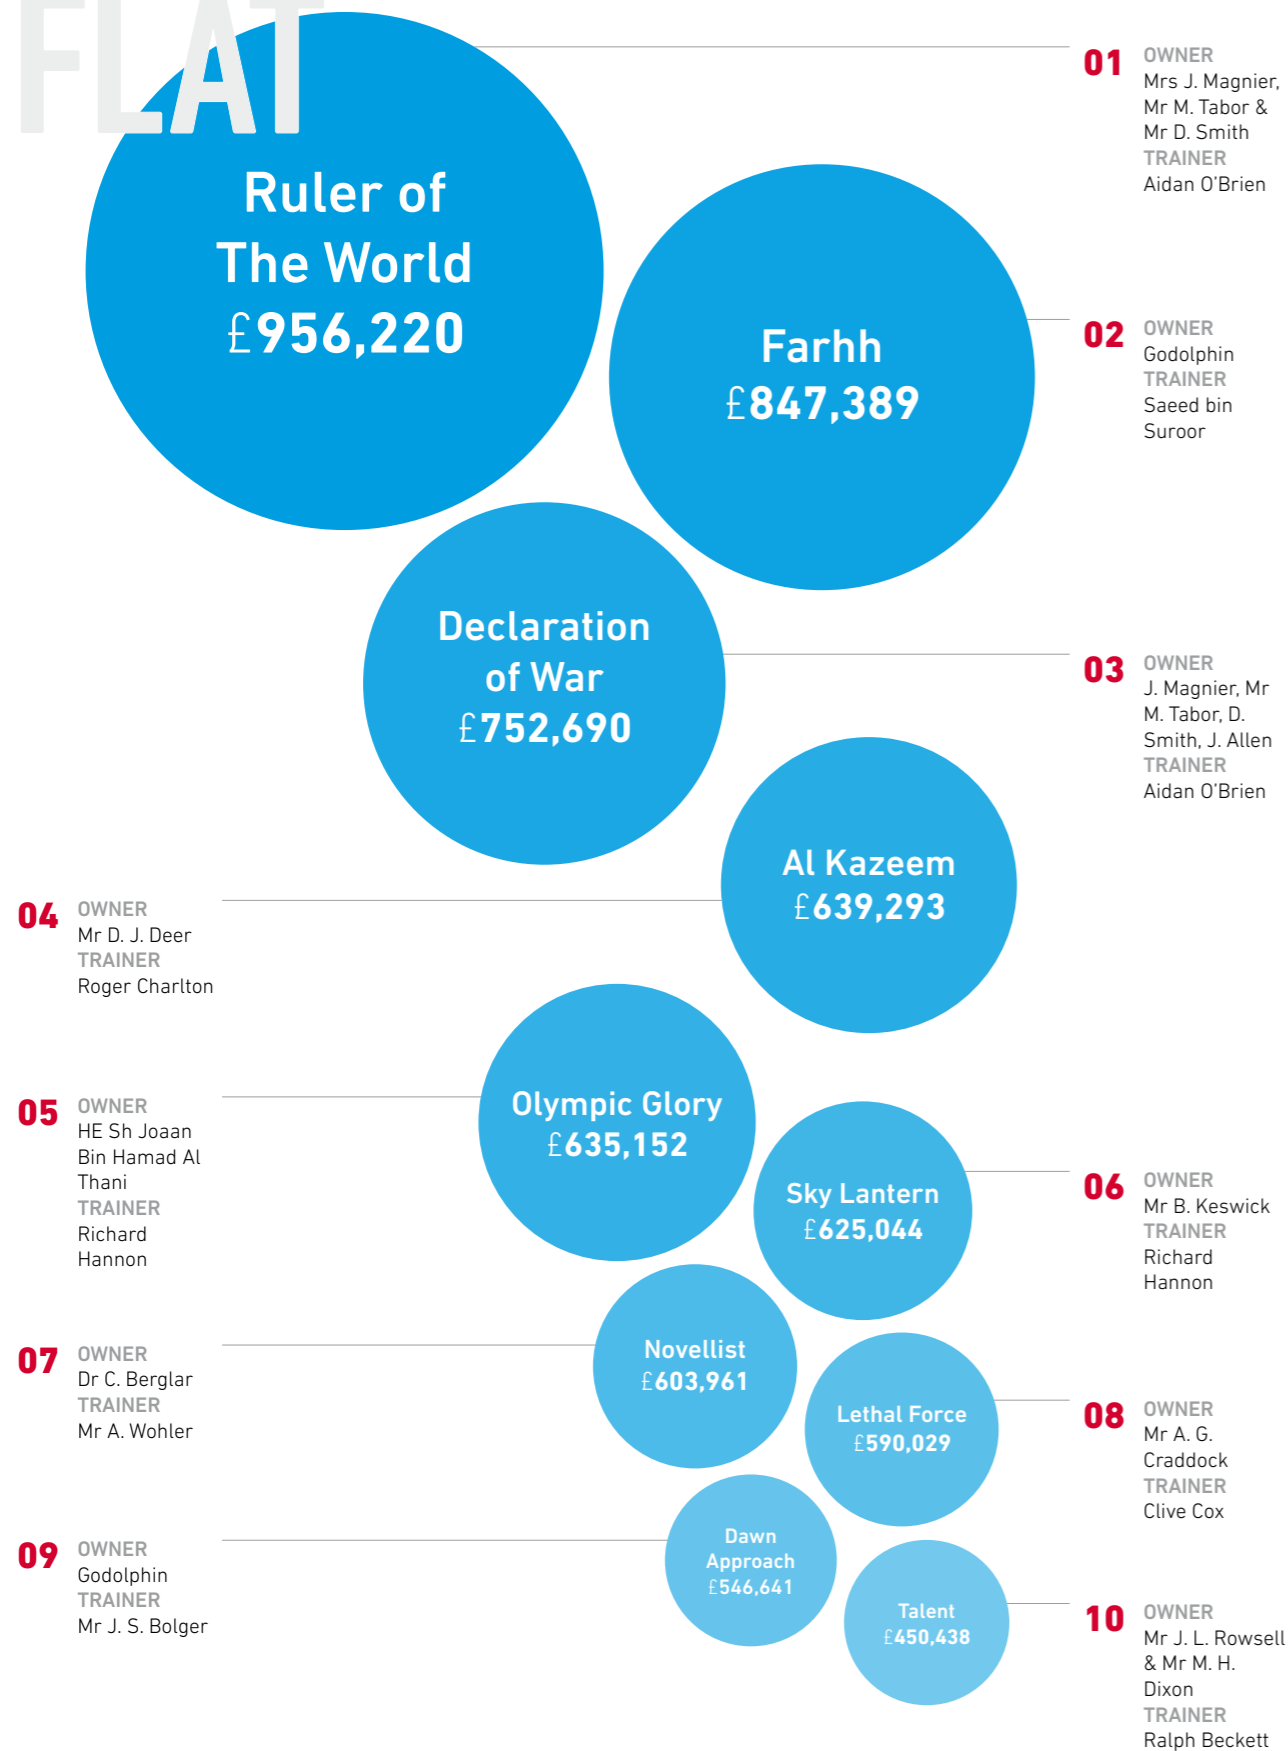 FLAT
Ruler of
The World
£956,220
01
OWNER
Mrs J. Magnier,
Mr M. Tabor &
Mr D. Smith
TRAINER
Aidan O'Brien
Farhh
£847,389
02
OWNER
Godolphin
TRAINER
Saeed bin
Suroor
Declaration
of War
£752,690
03
OWNER
J. Magnier, Mr
M. Tabor, D.
Smith, J. Allen
TRAINER
Aidan O'Brien
Al Kazeem
£639,293
04
OWNER
Mr D. J. Deer
TRAINER
Roger Charlton
Olympic Glory
£635,152
05
OWNER
HE Sh Joaan
Bin Hamad Al
Thani
TRAINER
Richard
Hannon
Sky Lantern
£625,044
06
OWNER
Mr B. Keswick
TRAINER
Richard
Hannon
Novellist
£603,961
07
OWNER
Dr C. Berglar
TRAINER
Mr A. Wohler
Lethal Force
£590,029
08
OWNER
Mr A. G.
Craddock
TRAINER
Clive Cox
Dawn
Approach
£546,641
09
OWNER
Godolphin
TRAINER
Mr J. S. Bolger
Talent
£450,438
10
OWNER
Mr J. L. Rowsell
& Mr M. H.
Dixon
TRAINER
Ralph Beckett